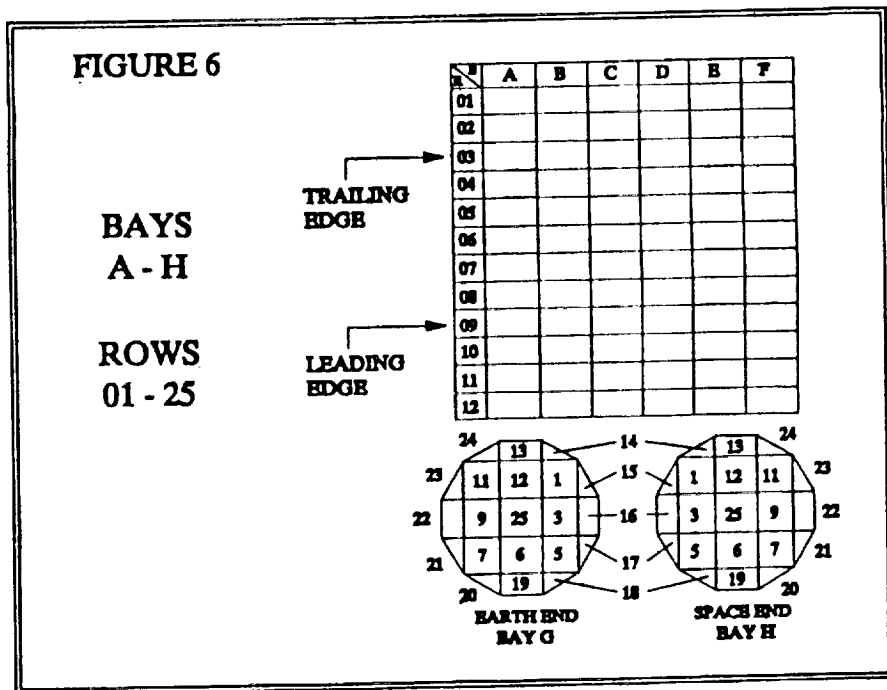 FIGURE 6
BAYS
A - H
ROWS
01 - 25
TRAILING
EDGE
LEADING
EDGE
R B A B C D E F
01
02
03
04
05
06
07
08
09
10
11
12
24 13 14 13 24
23 11 12 1 15 1 12 11 23
22 9 25 3 16 3 25 9 22
21 7 6 5 17 5 6 7 21
20 19 18 19 20
EARTH END
BAY G
SPACE END
BAY H